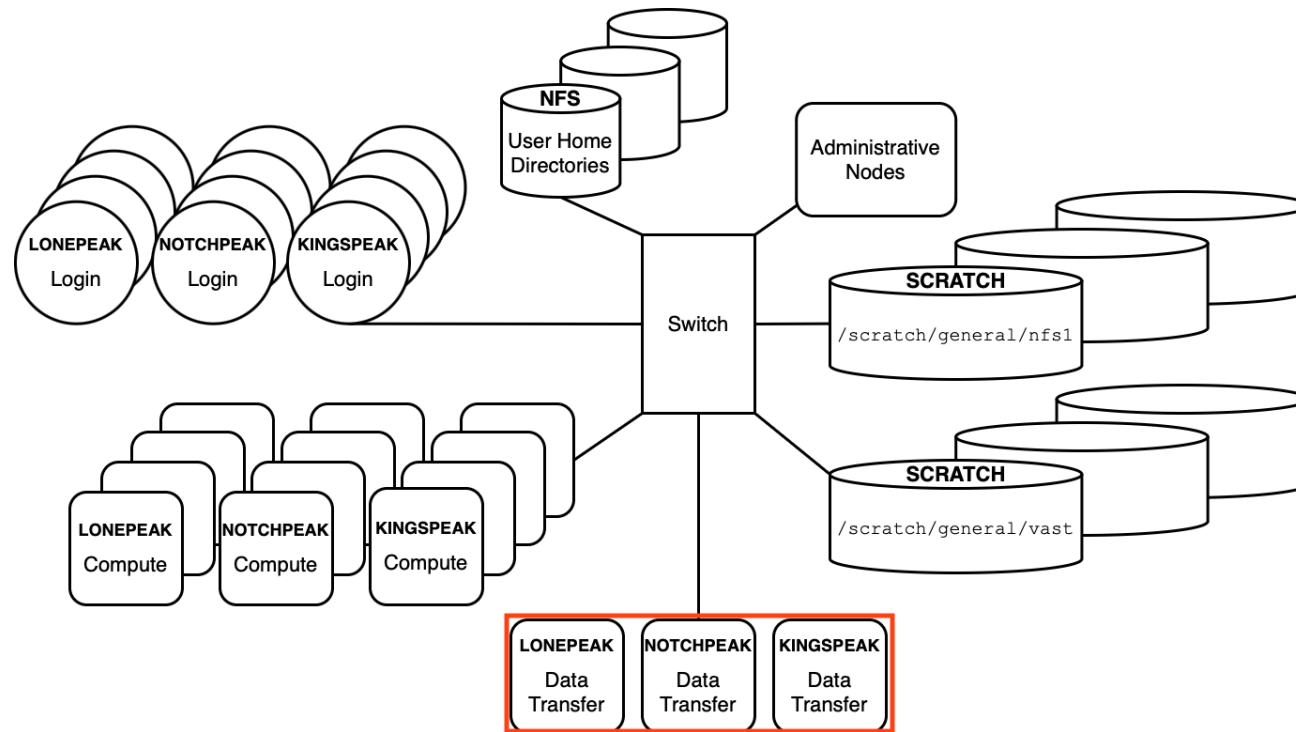 NFS
User Home
Directories
Administrative
Nodes
LONEPEAK
Login
NOTCHPEAK
Login
KINGSPEAK
Login
Switch
SCRATCH
/scratch/general/nfs1
SCRATCH
/scratch/general/vast
LONEPEAK
Compute
NOTCHPEAK
Compute
KINGSPEAK
Compute
LONEPEAK
Data
Transfer
NOTCHPEAK
Data
Transfer
KINGSPEAK
Data
Transfer